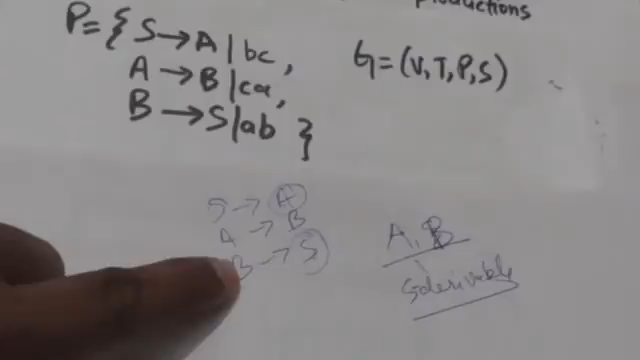 productions
P = { S → A | bc ,
A → B | ca ,
B → S | ab }
G = (V, T, P, S)
S → A
A → B
B → S
A, B
S derivable